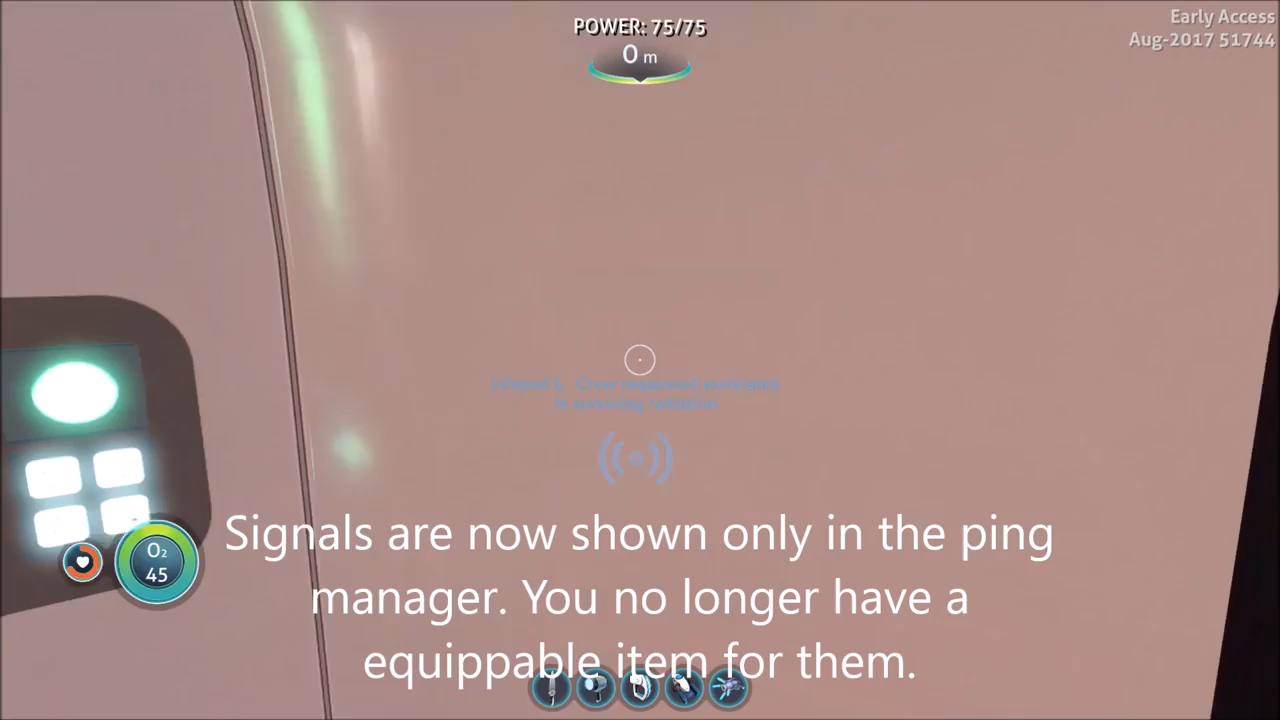 POWER: 75/75
0 m
Early Access
Aug-2017 51744
O₂
45
Signals are now shown only in the ping
manager. You no longer have a
equippable item for them.